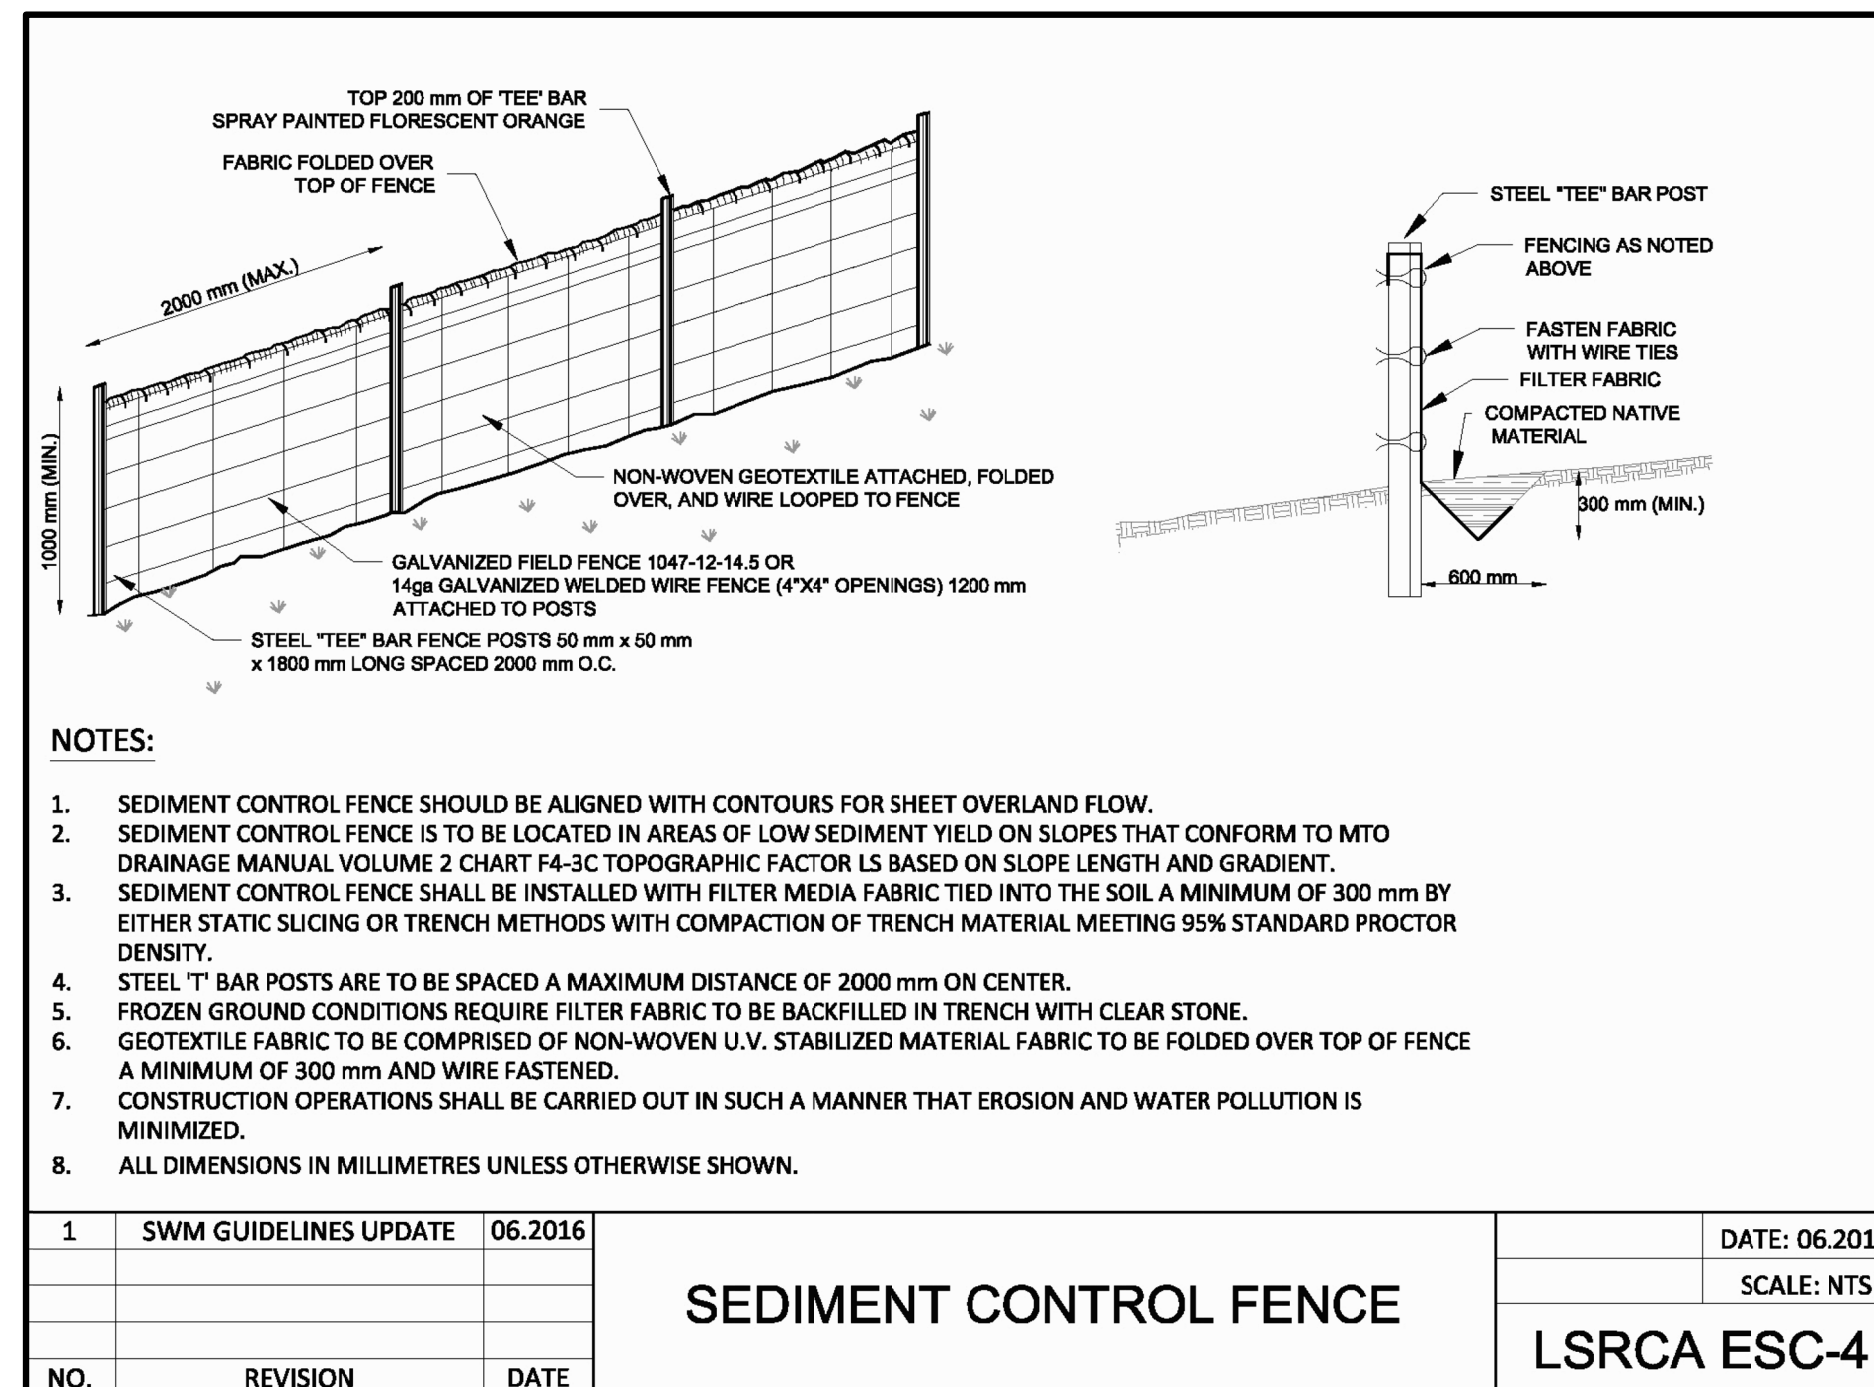 TOP 200 mm OF 'TEE' BAR
SPRAY PAINTED FLORESCENT ORANGE
FABRIC FOLDED OVER
TOP OF FENCE
2000 mm (MAX.)
1000 mm (MIN.)
NON-WOVEN GEOTEXTILE ATTACHED, FOLDED
OVER, AND WIRE LOOPED TO FENCE
GALVANIZED FIELD FENCE 1047-12-14.5 OR
14ga GALVANIZED WELDED WIRE FENCE (4"X4" OPENINGS) 1200 mm
ATTACHED TO POSTS
STEEL "TEE" BAR FENCE POSTS 50 mm x 50 mm
x 1800 mm LONG SPACED 2000 mm O.C.
STEEL "TEE" BAR POST
FENCING AS NOTED
ABOVE
FASTEN FABRIC
WITH WIRE TIES
FILTER FABRIC
COMPACTED NATIVE
MATERIAL
300 mm (MIN.)
600 mm
NOTES:
1. SEDIMENT CONTROL FENCE SHOULD BE ALIGNED WITH CONTOURS FOR SHEET OVERLAND FLOW.
2. SEDIMENT CONTROL FENCE IS TO BE LOCATED IN AREAS OF LOW SEDIMENT YIELD ON SLOPES THAT CONFORM TO MTO
DRAINAGE MANUAL VOLUME 2 CHART F4-3C TOPOGRAPHIC FACTOR LS BASED ON SLOPE LENGTH AND GRADIENT.
3. SEDIMENT CONTROL FENCE SHALL BE INSTALLED WITH FILTER MEDIA FABRIC TIED INTO THE SOIL A MINIMUM OF 300 mm BY
EITHER STATIC SLICING OR TRENCH METHODS WITH COMPACTION OF TRENCH MATERIAL MEETING 95% STANDARD PROCTOR
DENSITY.
4. STEEL 'T' BAR POSTS ARE TO BE SPACED A MAXIMUM DISTANCE OF 2000 mm ON CENTER.
5. FROZEN GROUND CONDITIONS REQUIRE FILTER FABRIC TO BE BACKFILLED IN TRENCH WITH CLEAR STONE.
6. GEOTEXTILE FABRIC TO BE COMPRISED OF NON-WOVEN U.V. STABILIZED MATERIAL FABRIC TO BE FOLDED OVER TOP OF FENCE
A MINIMUM OF 300 mm AND WIRE FASTENED.
7. CONSTRUCTION OPERATIONS SHALL BE CARRIED OUT IN SUCH A MANNER THAT EROSION AND WATER POLLUTION IS
MINIMIZED.
8. ALL DIMENSIONS IN MILLIMETRES UNLESS OTHERWISE SHOWN.
1 SWM GUIDELINES UPDATE 06.2016
NO. REVISION DATE
SEDIMENT CONTROL FENCE
DATE: 06.201
SCALE: NTS
LSRCA ESC-4